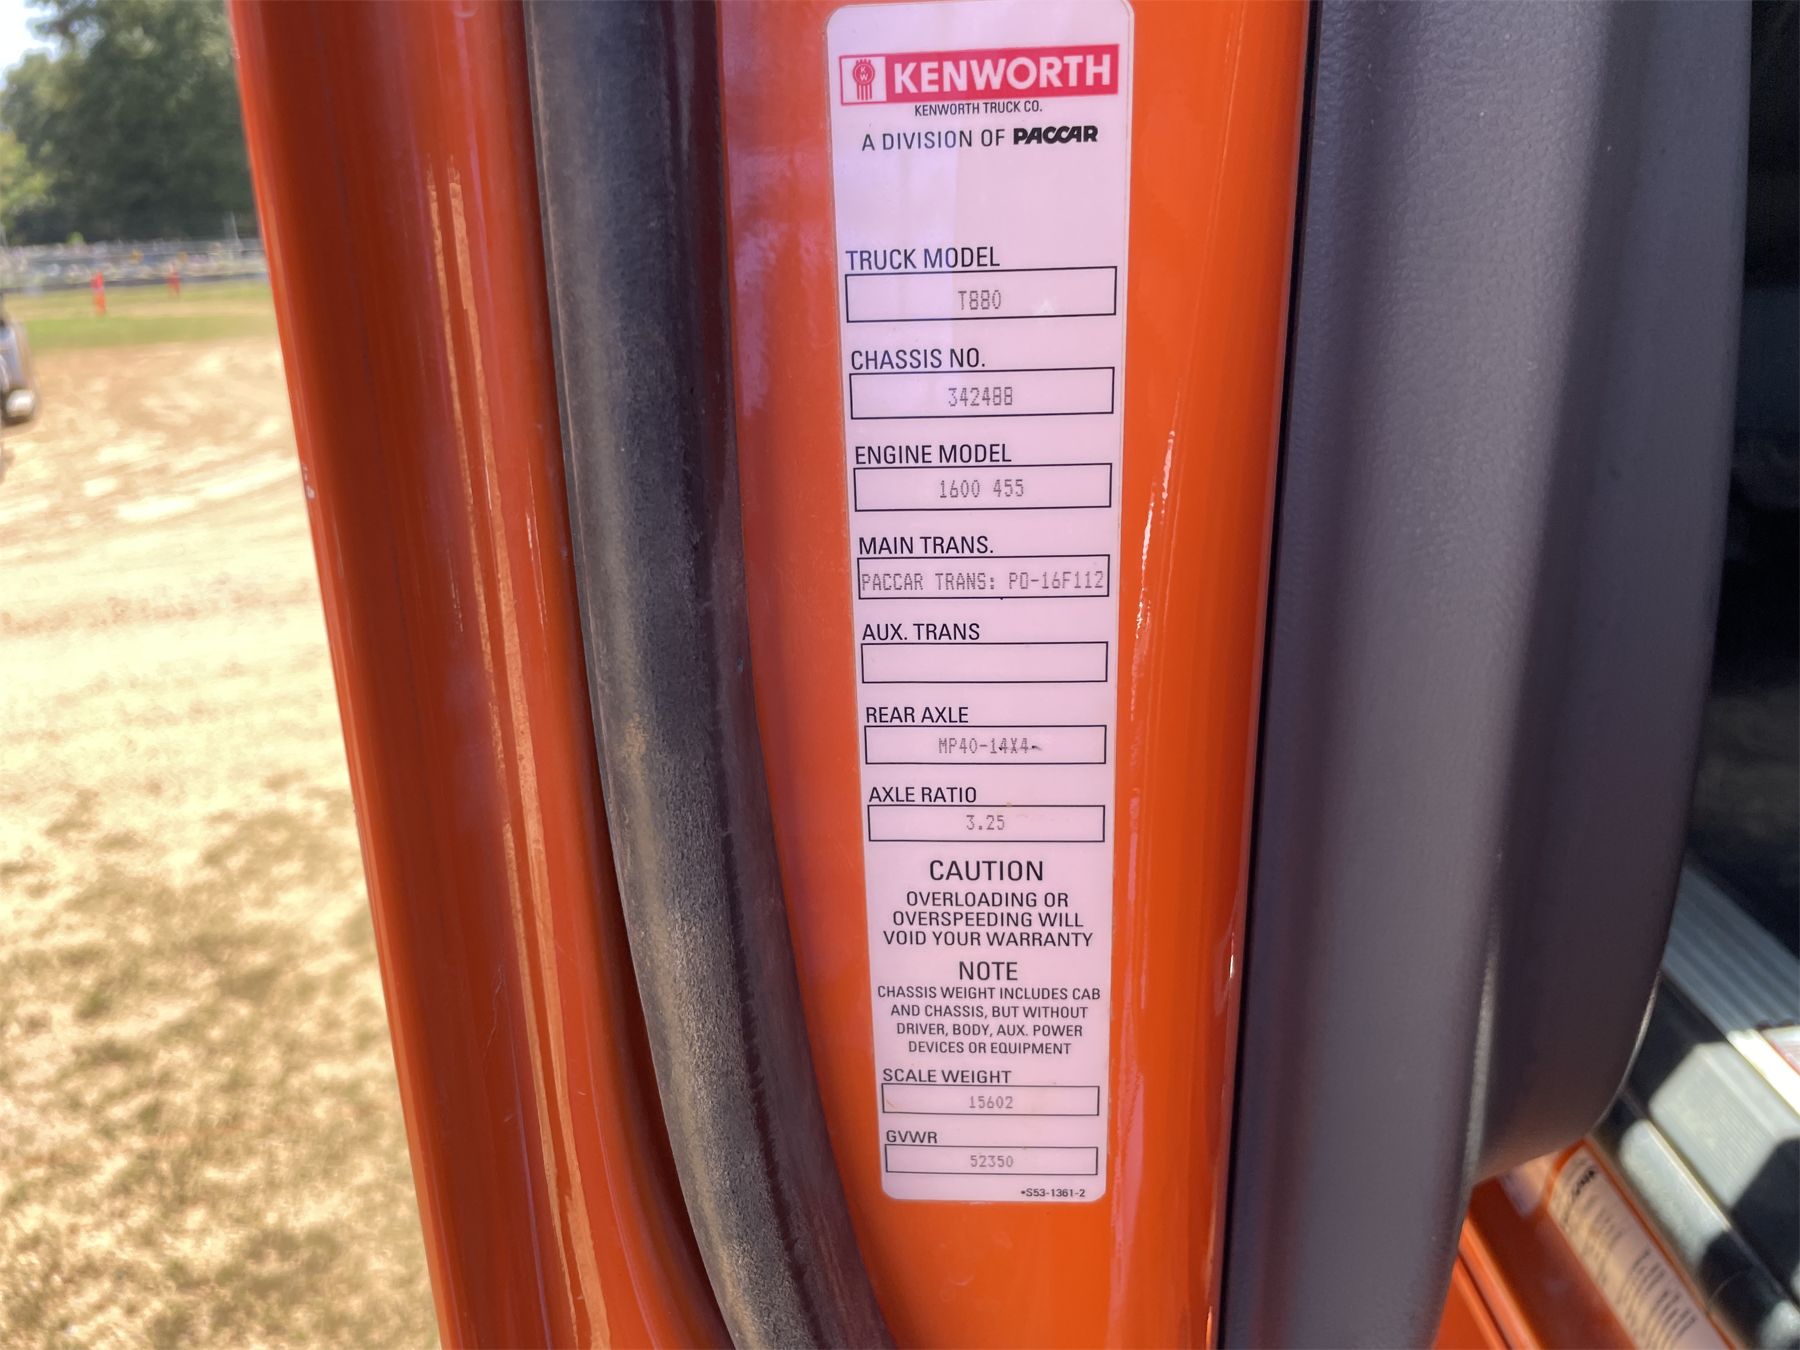 KW KENWORTH
KENWORTH TRUCK CO.
A DIVISION OF PACCAR
TRUCK MODEL
T880
CHASSIS NO.
342488
ENGINE MODEL
1600 455
MAIN TRANS.
PACCAR TRANS: PO-16F112
AUX. TRANS
REAR AXLE
MP40-14X4-
AXLE RATIO
3.25
CAUTION
OVERLOADING OR
OVERSPEEDING WILL
VOID YOUR WARRANTY
NOTE
CHASSIS WEIGHT INCLUDES CAB
AND CHASSIS, BUT WITHOUT
DRIVER, BODY, AUX. POWER
DEVICES OR EQUIPMENT
SCALE WEIGHT
15602
GVWR
52350
•S53-1361-2